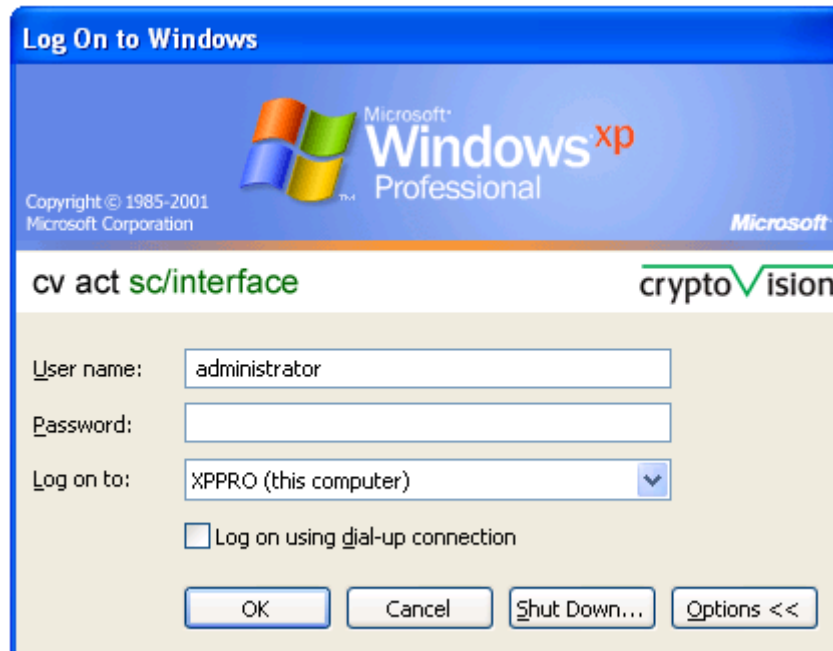 Log On to Windows
Microsoft
Windows xp
Professional
Copyright © 1985-2001
Microsoft Corporation
Microsoft
cv act sc/interface
crypto ision
User name: administrator
Password:
Log on to: XPPRO (this computer)
Log on using dial-up connection
OK Cancel Shut Down... Options <<